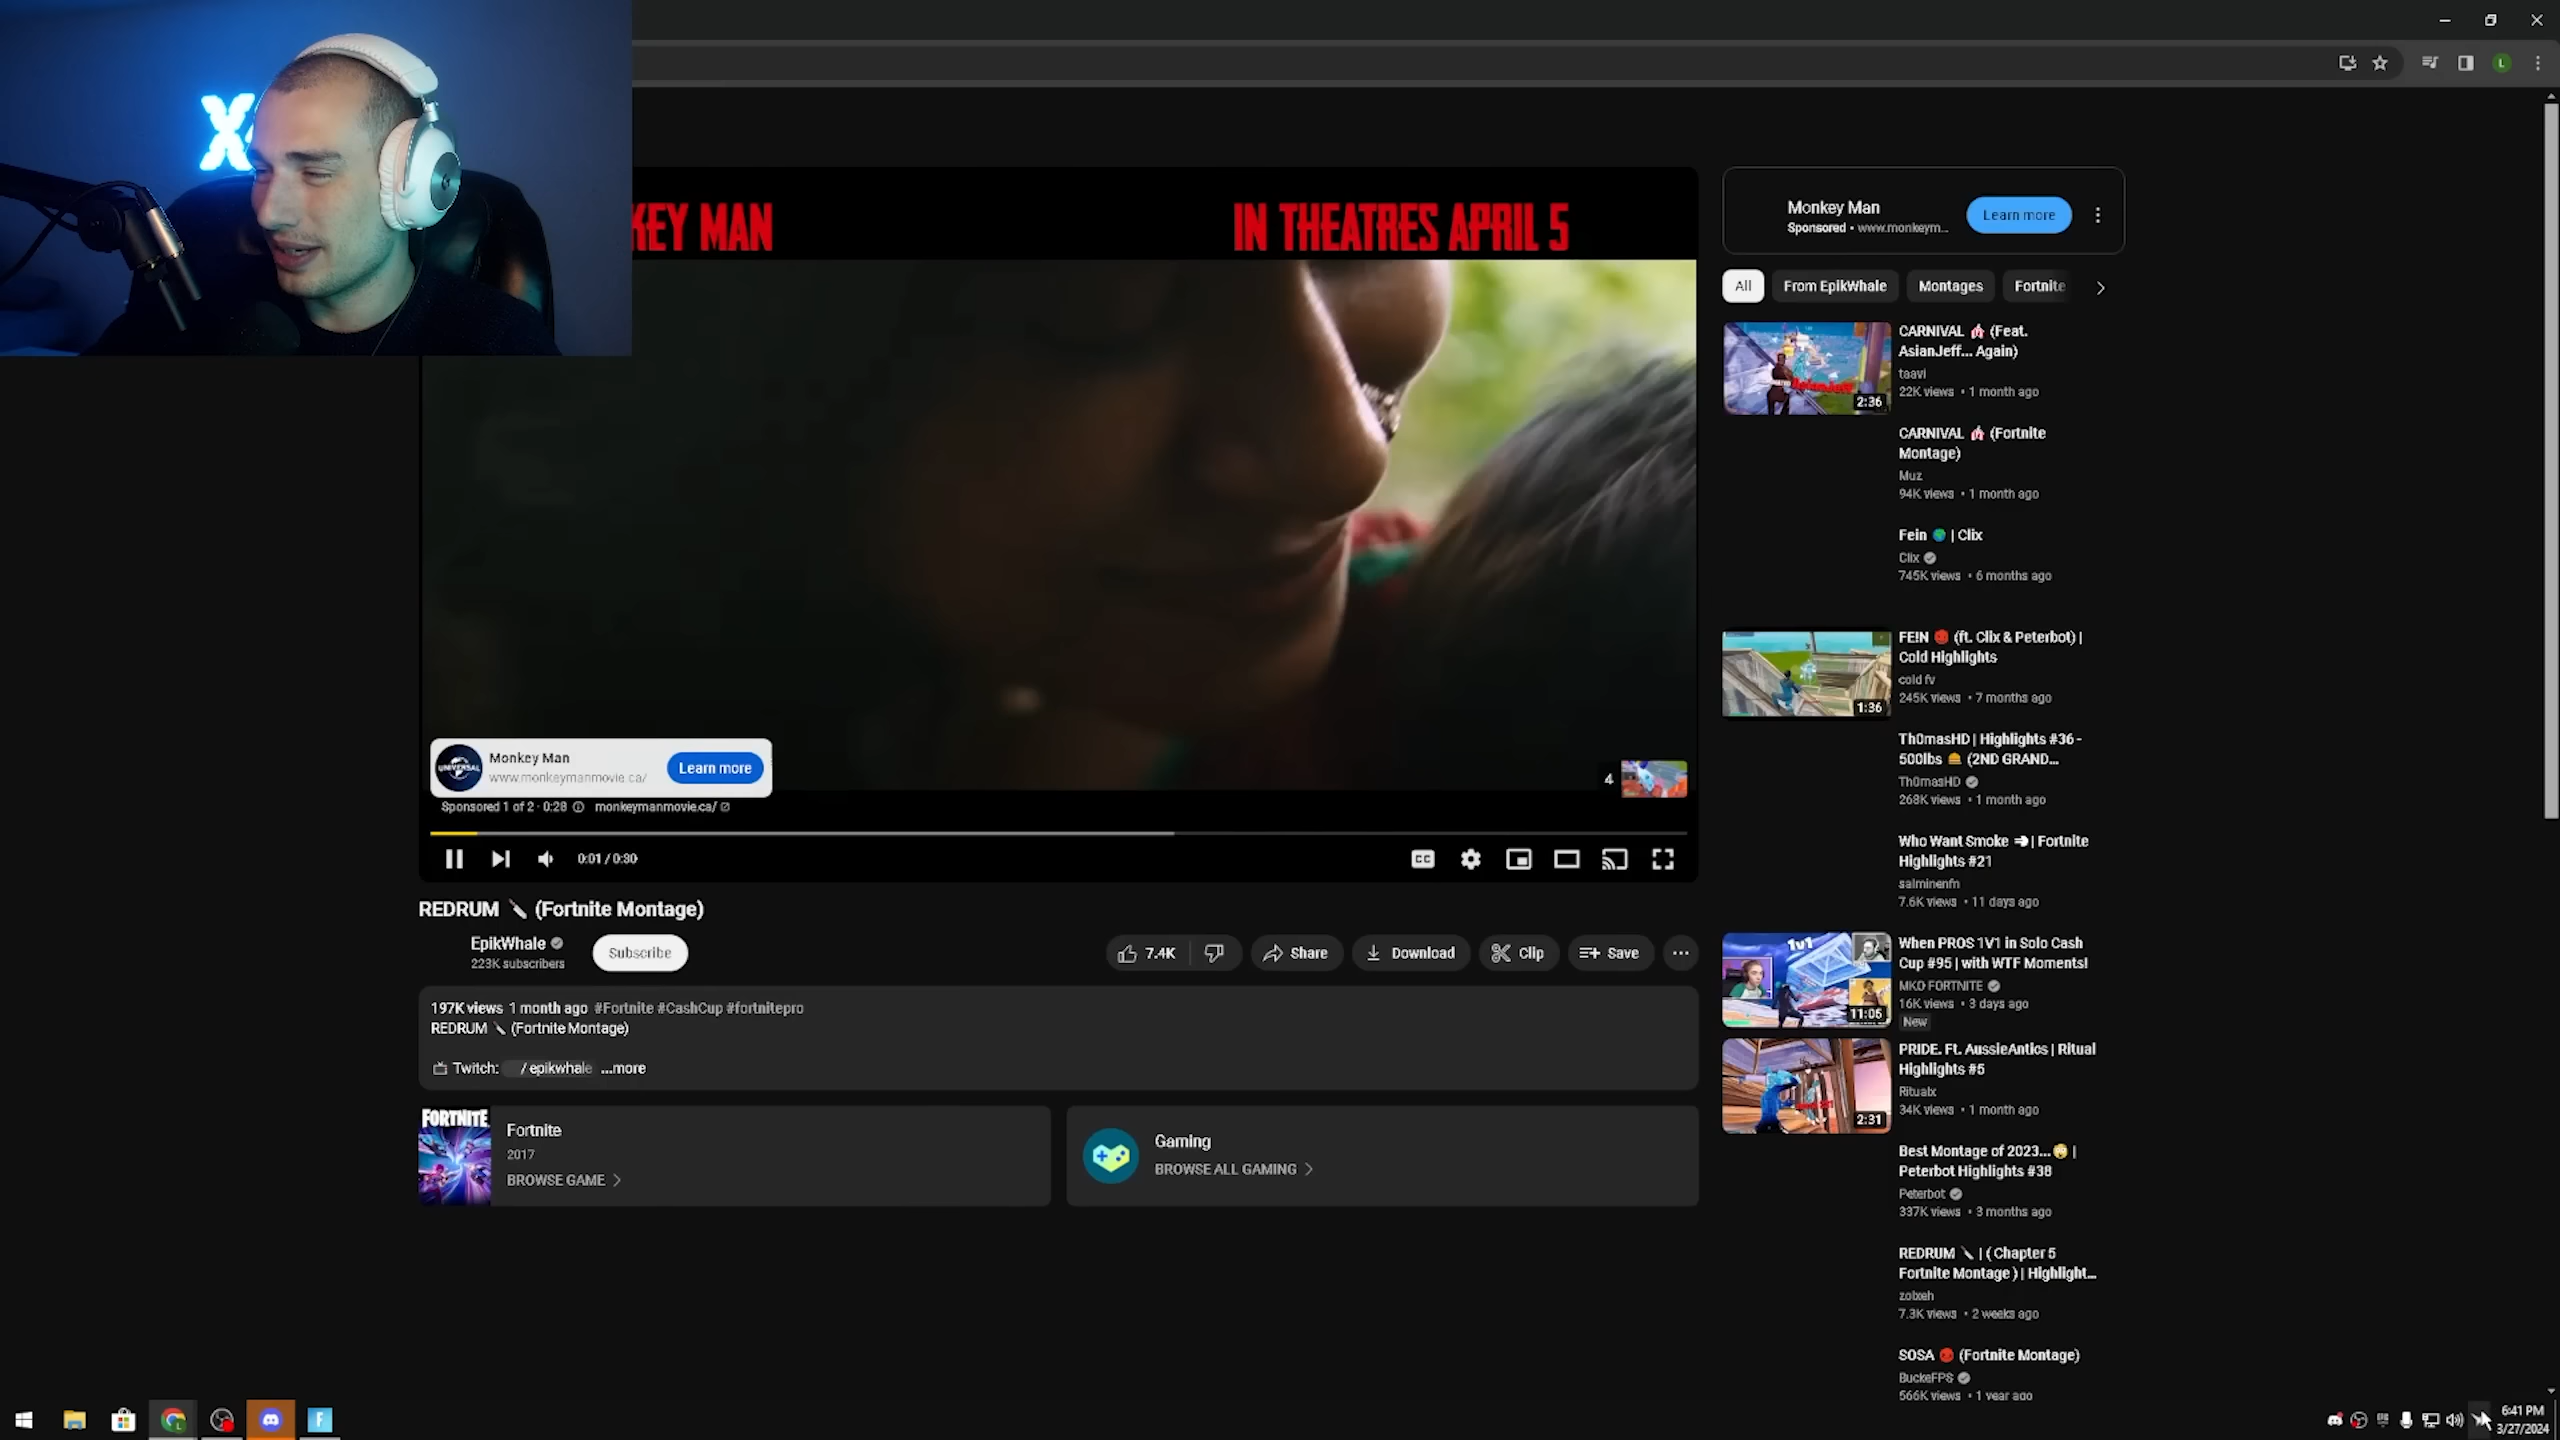 X
KEY MAN
IN THEATRES APRIL 5
Monkey Man
www.monkeymanmovie.ca/
Learn more
Sponsored 1 of 2 · 0:28
monkeymanmovie.ca/
4
0:01 / 0:30
CC
REDRUM 🔪 (Fortnite Montage)
EpikWhale
223K subscribers
Subscribe
7.4K
Share
Download
Clip
Save
197K views 1 month ago #Fortnite #CashCup #fortnitepro
REDRUM 🔪 (Fortnite Montage)
Twitch: /epikwhale ...more
FORTNITE
Fortnite
2017
BROWSE GAME
Gaming
BROWSE ALL GAMING
L
Monkey Man
Sponsored • www.monkeym...
Learn more
All
From EpikWhale
Montages
Fortnite
2:36
CARNIVAL (Feat.
AsianJeff... Again)
taavi
22K views • 1 month ago
CARNIVAL (Fortnite
Montage)
Muz
94K views • 1 month ago
Fein | Clix
Clix
745K views • 6 months ago
1:36
FE!N (ft. Clix & Peterbot) |
Cold Highlights
cold fv
245K views • 7 months ago
Th0masHD | Highlights #36 -
500lbs 🍔 (2ND GRAND...
Th0masHD
268K views • 1 month ago
Who Want Smoke | Fortnite
Highlights #21
salminenfn
7.6K views • 11 days ago
1v1
11:05
When PROS 1V1 in Solo Cash
Cup #95 | with WTF Moments!
MKD FORTNITE
16K views • 3 days ago
New
2:31
PRIDE. Ft. AussieAntics | Ritual
Highlights #5
Ritualx
34K views • 1 month ago
Best Montage of 2023... |
Peterbot Highlights #38
Peterbot
337K views • 3 months ago
REDRUM 🔪 | ( Chapter 5
Fortnite Montage ) | Highlight...
zolxeh
7.3K views • 2 weeks ago
SOSA (Fortnite Montage)
BuckeFPS
566K views • 1 year ago
6:41 PM
3/27/2024